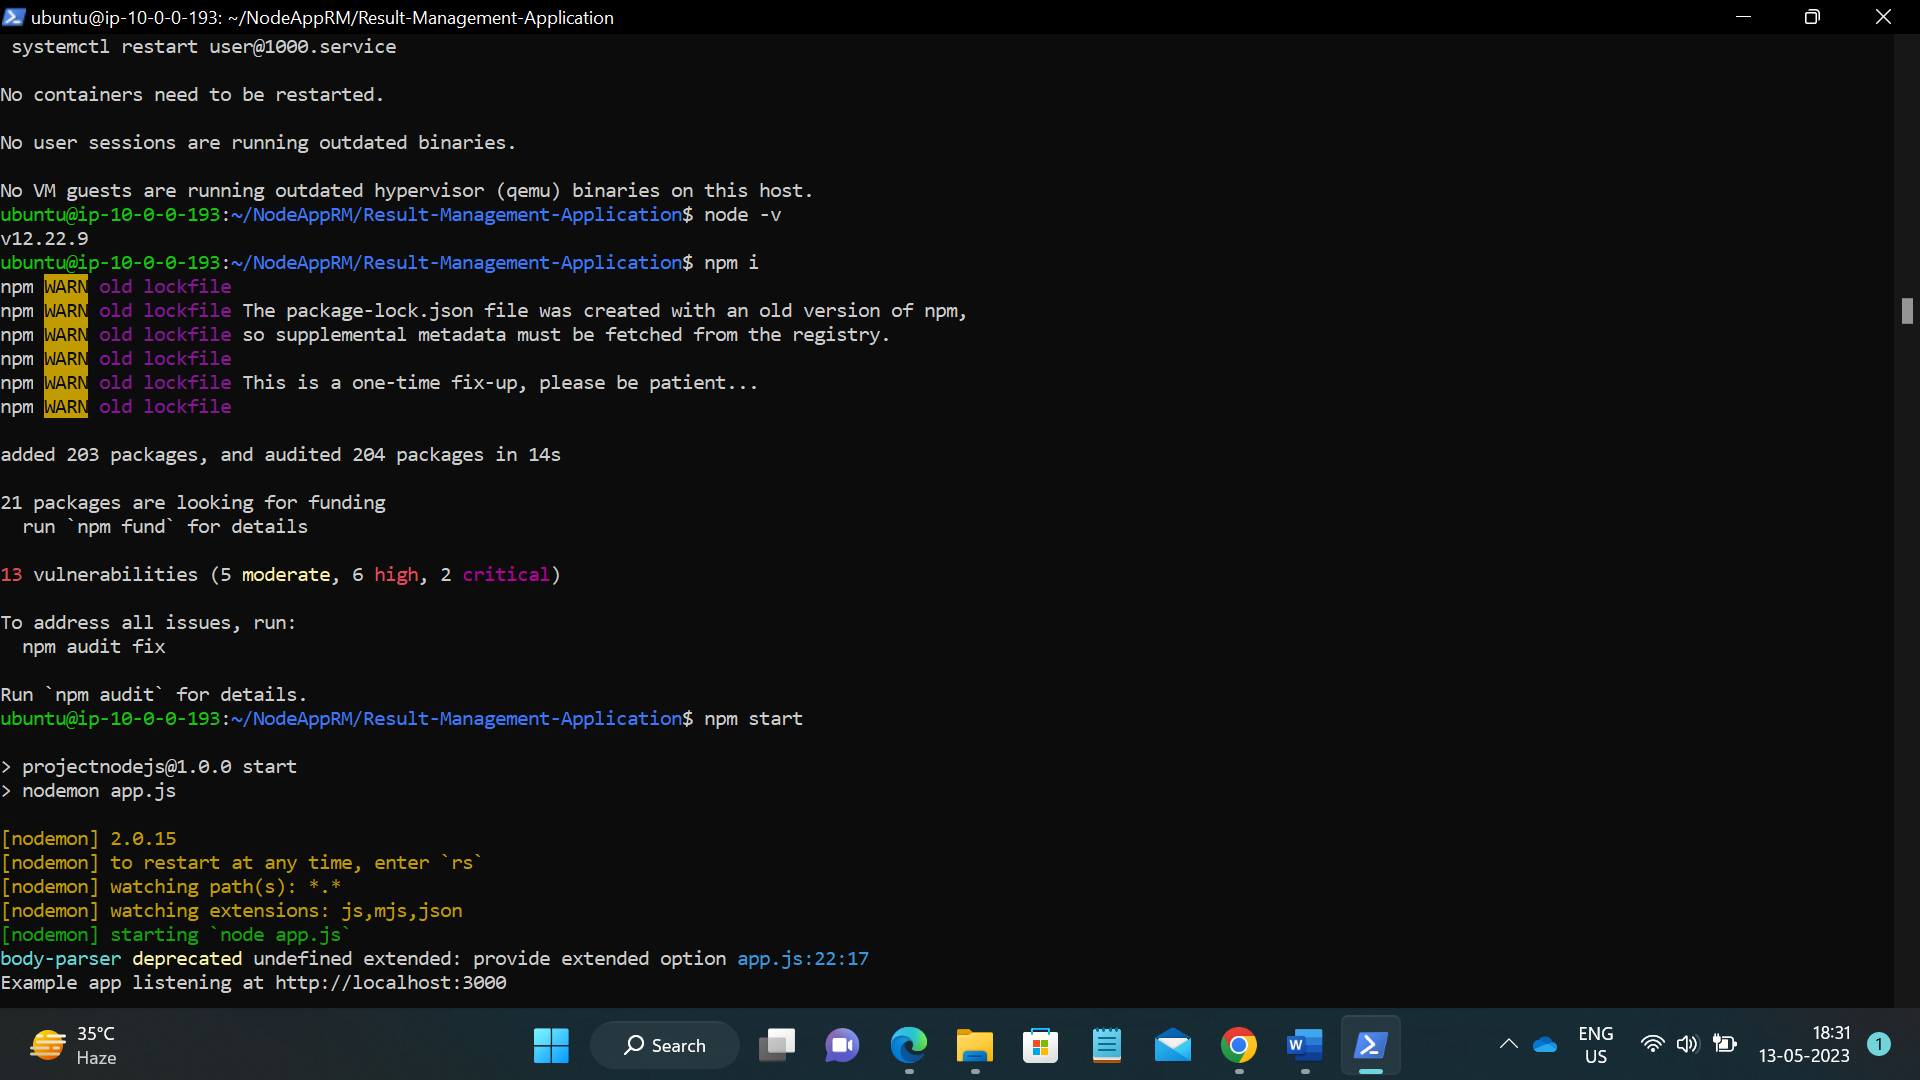 ubuntu@ip-10-0-0-193: ~/NodeAppRM/Result-Management-Application
systemctl restart user@1000.service
No containers need to be restarted.
No user sessions are running outdated binaries.
No VM guests are running outdated hypervisor (qemu) binaries on this host.
ubuntu@ip-10-0-0-193:~/NodeAppRM/Result-Management-Application$ node -v
v12.22.9
ubuntu@ip-10-0-0-193:~/NodeAppRM/Result-Management-Application$ npm i
npm WARN old lockfile
npm WARN old lockfile The package-lock.json file was created with an old version of npm,
npm WARN old lockfile so supplemental metadata must be fetched from the registry.
npm WARN old lockfile
npm WARN old lockfile This is a one-time fix-up, please be patient...
npm WARN old lockfile
added 203 packages, and audited 204 packages in 14s
21 packages are looking for funding
run `npm fund` for details
13 vulnerabilities (5 moderate, 6 high, 2 critical)
To address all issues, run:
npm audit fix
Run `npm audit` for details.
ubuntu@ip-10-0-0-193:~/NodeAppRM/Result-Management-Application$ npm start
> projectnodejs@1.0.0 start
> nodemon app.js
[nodemon] 2.0.15
[nodemon] to restart at any time, enter `rs`
[nodemon] watching path(s): *.*
[nodemon] watching extensions: js,mjs,json
[nodemon] starting `node app.js`
body-parser deprecated undefined extended: provide extended option app.js:22:17
Example app listening at http://localhost:3000
35°C
Haze
Search
W
ENG
US
18:31
13-05-2023
1